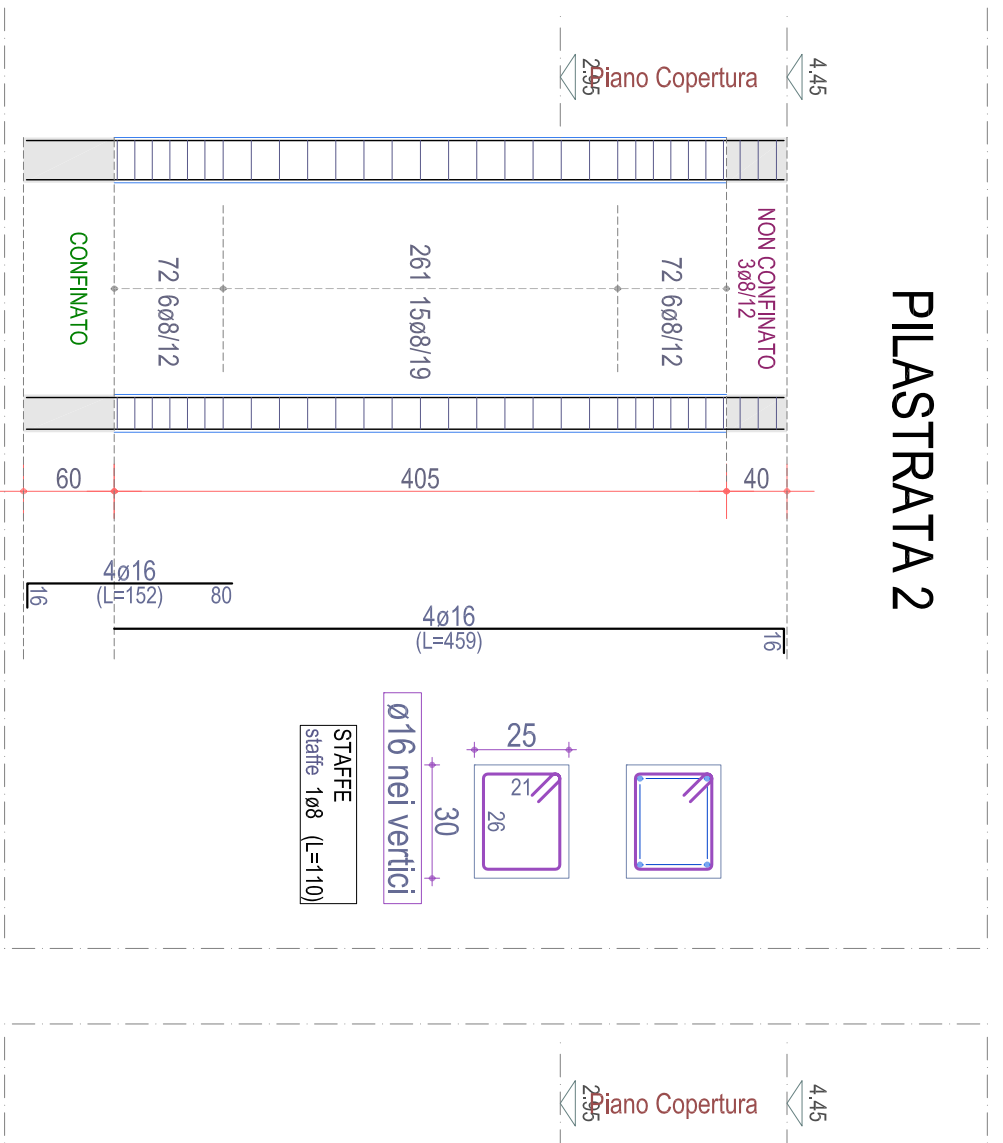 PILASTRATA 2
4.45
Piano Copertura
2.95
NON CONFINATO
3ø8/12
72 6ø8/12
261 15ø8/19
72 6ø8/12
CONFINATO
60
405
40
4ø16
(L=152)
16
80
4ø16
(L=459)
16
25
30
21
26
ø16 nei vertici
STAFFE
staffe 1ø8 (L=110)
4.45
Piano Copertura
2.95